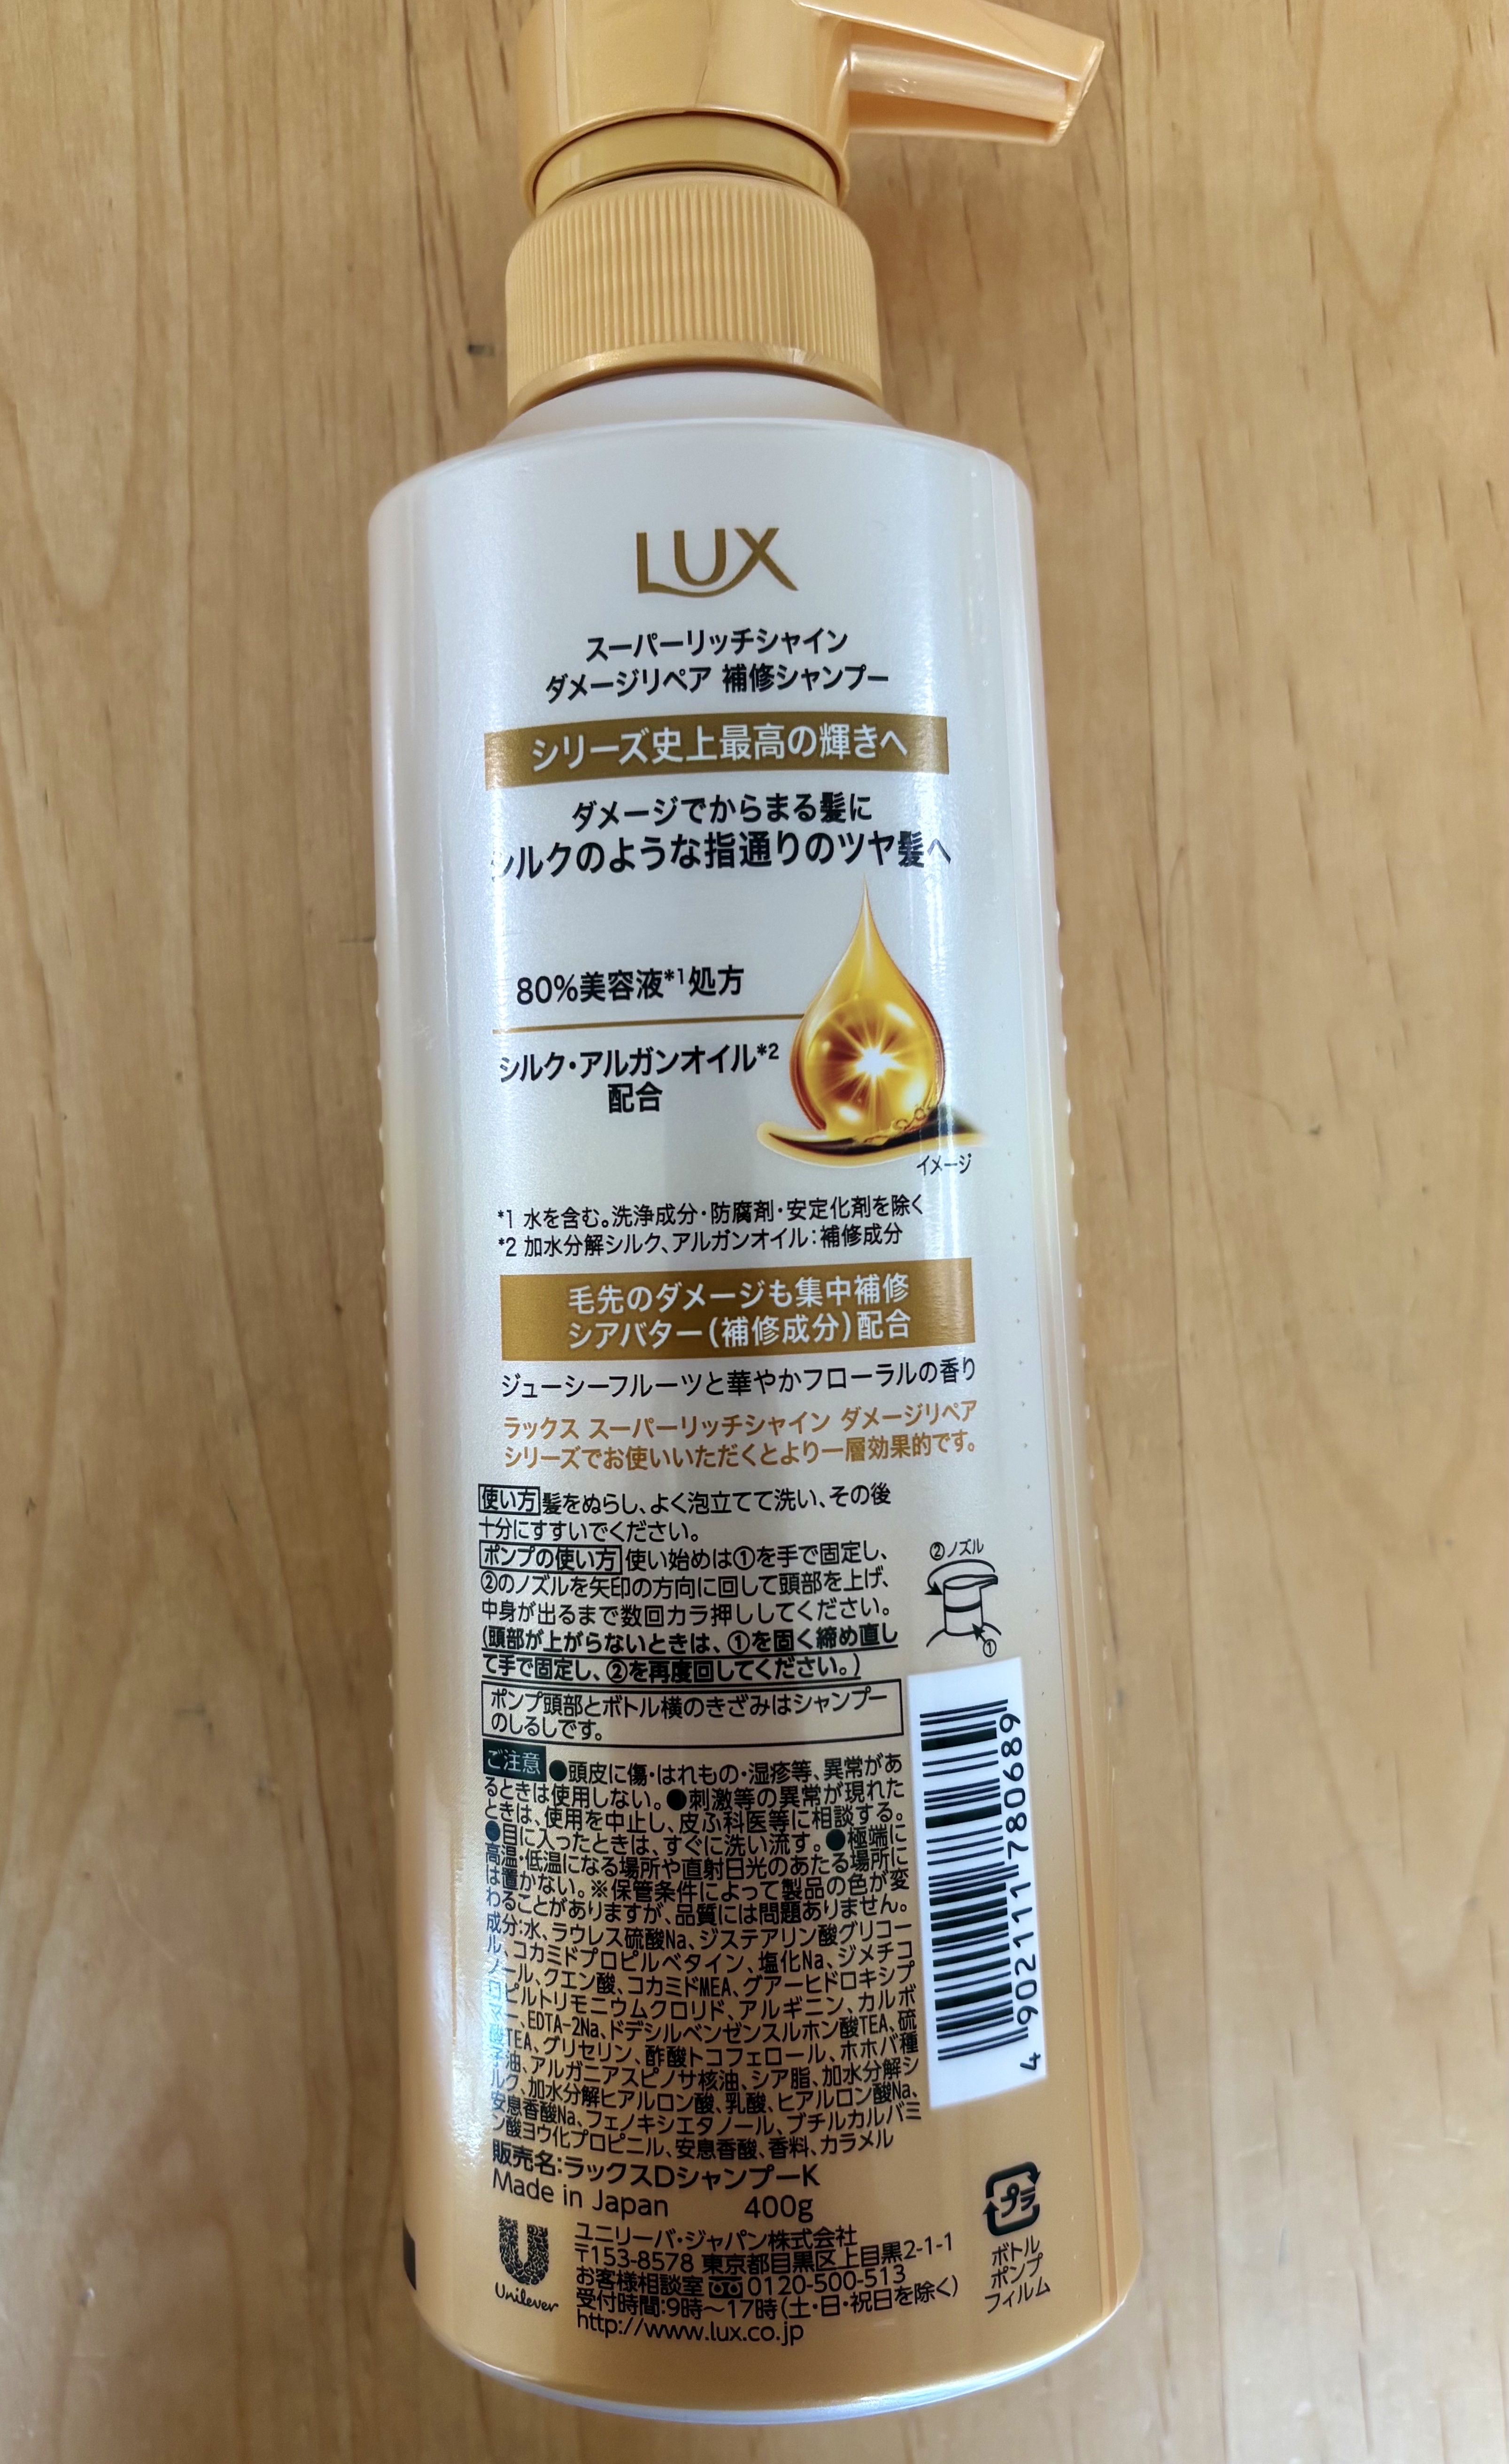 LUX
スーパーリッチシャイン
ダメージリペア 補修シャンプー
シリーズ史上最高の輝きへ
ダメージでからまる髪に
シルクのような指通りのツヤ髪へ
80%美容液*1処方
シルク・アルガンオイル*2
配合
イメージ
*1 水を含む。洗浄成分・防腐剤・安定化剤を除く
*2 加水分解シルク、アルガンオイル：補修成分
毛先のダメージも集中補修
シアバター（補修成分）配合
ジューシーフルーツと華やかフローラルの香り
ラックス スーパーリッチシャイン ダメージリペア
シリーズでお使いいただくとより一層効果的です。
使い方 髪をぬらし、よく泡立てて洗い、その後
十分にすすいでください。
ポンプの使い方 使い始めは①を手で固定し、
②のノズルを矢印の方向に回して頭部を上げ、
中身が出るまで数回カラ押ししてください。
(頭部が上がらないときは、①を固く締め直し
て手で固定し、②を再度回してください。)
②ノズル
①
ポンプ頭部とボトル横のきざみはシャンプー
のしるしです。
ご注意 ●頭皮に傷・はれもの・湿疹等、異常があ
るときは使用しない。●刺激等の異常が現れた
ときは、使用を中止し、皮ふ科医等に相談する。
●目に入ったときは、すぐに洗い流す。●極端に
高温・低温になる場所や直射日光のあたる場所に
は置かない。※保管条件によって製品の色が変
わることがありますが、品質には問題ありません。
成分：水、ラウレス硫酸Na、ジステアリン酸グリコー
ル、コカミドプロピルベタイン、塩化Na、ジメチコ
ノール、クエン酸、コカミドMEA、グアーヒドロキシプ
ロピルトリモニウムクロリド、アルギニン、カルボ
マー、EDTA-2Na、ドデシルベンゼンスルホン酸TEA、硫
酸TEA、グリセリン、酢酸トコフェロール、ホホバ種
子油、アルガニアスピノサ核油、シア脂、加水分解シ
ルク、加水分解ヒアルロン酸、乳酸、ヒアルロン酸Na、
安息香酸Na、フェノキシエタノール、ブチルカルバミ
ン酸ヨウ化プロピニル、安息香酸、香料、カラメル
販売名：ラックスDシャンプーK
Made in Japan 400g
4 902111 780689
Unilever
ユニリーバ・ジャパン株式会社
〒153-8578 東京都目黒区上目黒2-1-1
お客様相談室 0120-500-513
受付時間：9時〜17時（土・日・祝日を除く）
http://www.lux.co.jp
プラ
ボトル
ポンプ
フィルム